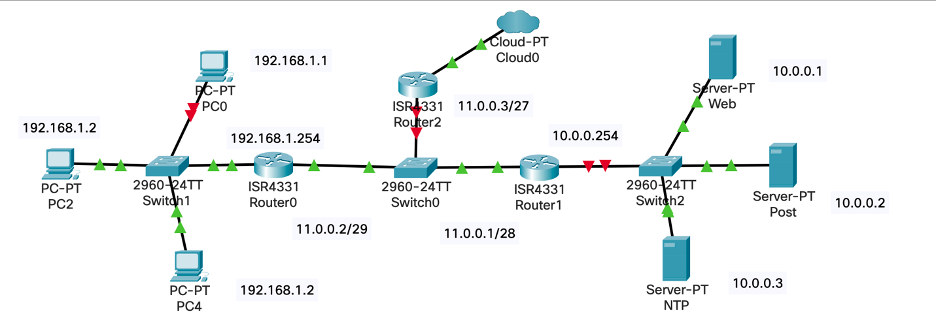 Cloud-PT
Cloud0
192.168.1.1
PC-PT
PC0
ISR4331
Router2
11.0.0.3/27
Server-PT
Web
10.0.0.1
192.168.1.2
PC-PT
PC2
2960-24TT
Switch1
192.168.1.254
ISR4331
Router0
2960-24TT
Switch0
10.0.0.254
ISR4331
Router1
2960-24TT
Switch2
Server-PT
Post
10.0.0.2
11.0.0.2/29
11.0.0.1/28
PC-PT
PC4
192.168.1.2
Server-PT
NTP
10.0.0.3